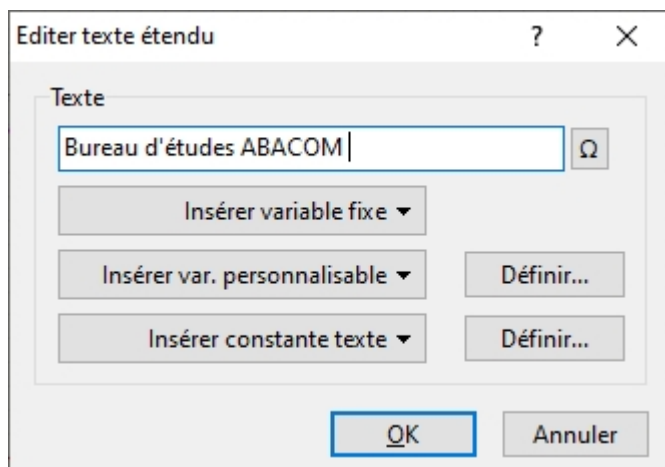 Editer texte étendu ? ×
Texte
Bureau d'études ABACOM Ω
Insérer variable fixe
Insérer var. personnalisable Définir...
Insérer constante texte Définir...
OK Annuler